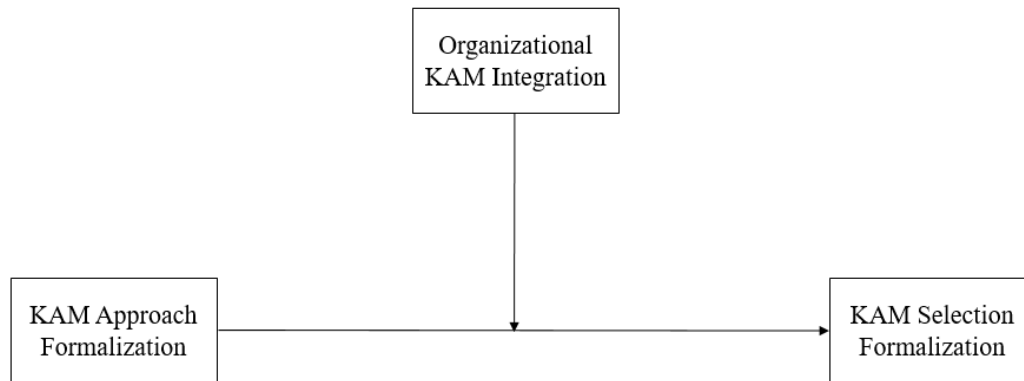 Organizational
KAM Integration
KAM Approach
Formalization
KAM Selection
Formalization